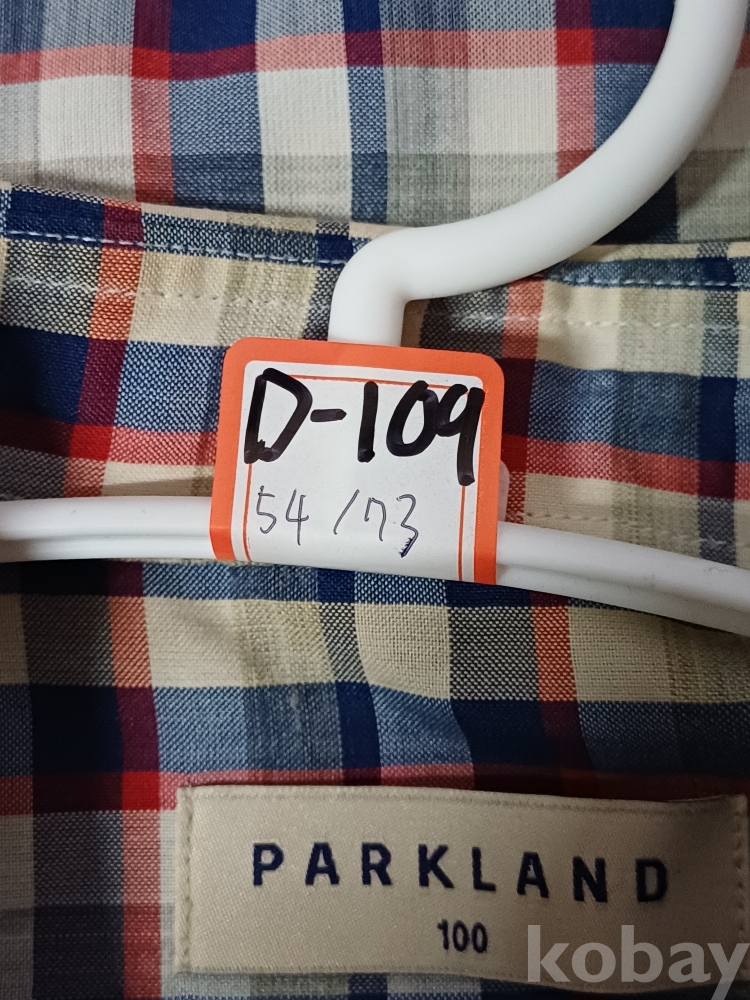 D-109
54/73
PARKLAND
100
kobay